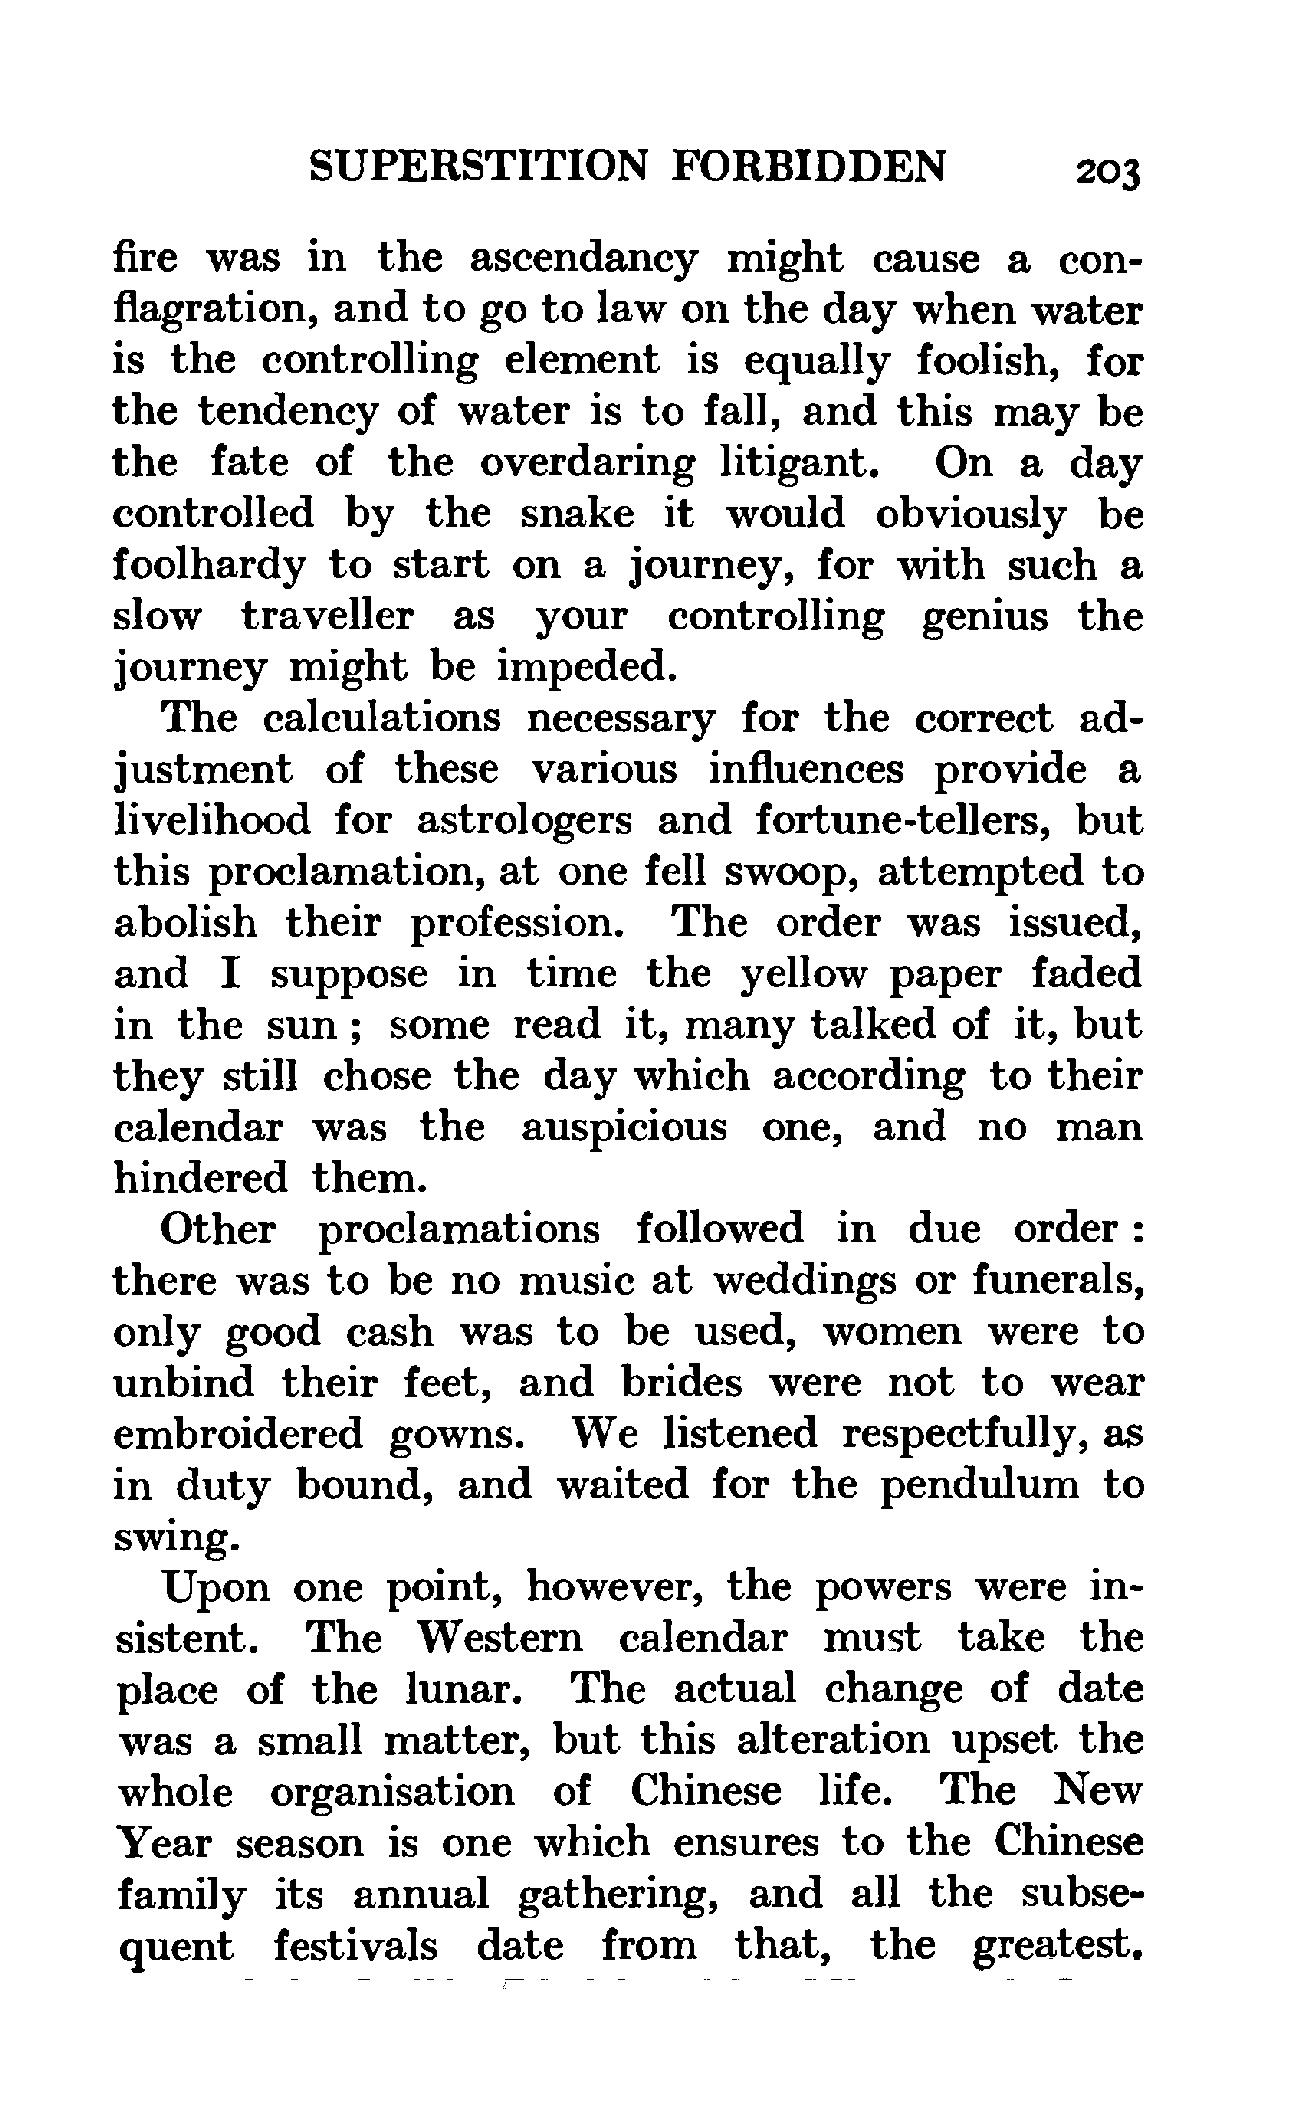 SUPERSTITION FORBIDDEN 203
fire was in the ascendancy might cause a con-
flagration, and to go to law on the day when water
is the controlling element is equally foolish, for
the tendency of water is to fall, and this may be
the fate of the overdaring litigant. On a day
controlled by the snake it would obviously be
foolhardy to start on a journey, for with such a
slow traveller as your controlling genius the
journey might be impeded.
The calculations necessary for the correct ad-
justment of these various influences provide a
livelihood for astrologers and fortune-tellers, but
this proclamation, at one fell swoop, attempted to
abolish their profession. The order was issued,
and I suppose in time the yellow paper faded
in the sun ; some read it, many talked of it, but
they still chose the day which according to their
calendar was the auspicious one, and no man
hindered them.
Other proclamations followed in due order :
there was to be no music at weddings or funerals,
only good cash was to be used, women were to
unbind their feet, and brides were not to wear
embroidered gowns. We listened respectfully, as
in duty bound, and waited for the pendulum to
swing.
Upon one point, however, the powers were in-
sistent. The Western calendar must take the
place of the lunar. The actual change of date
was a small matter, but this alteration upset the
whole organisation of Chinese life. The New
Year season is one which ensures to the Chinese
family its annual gathering, and all the subse-
quent festivals date from that, the greatest.